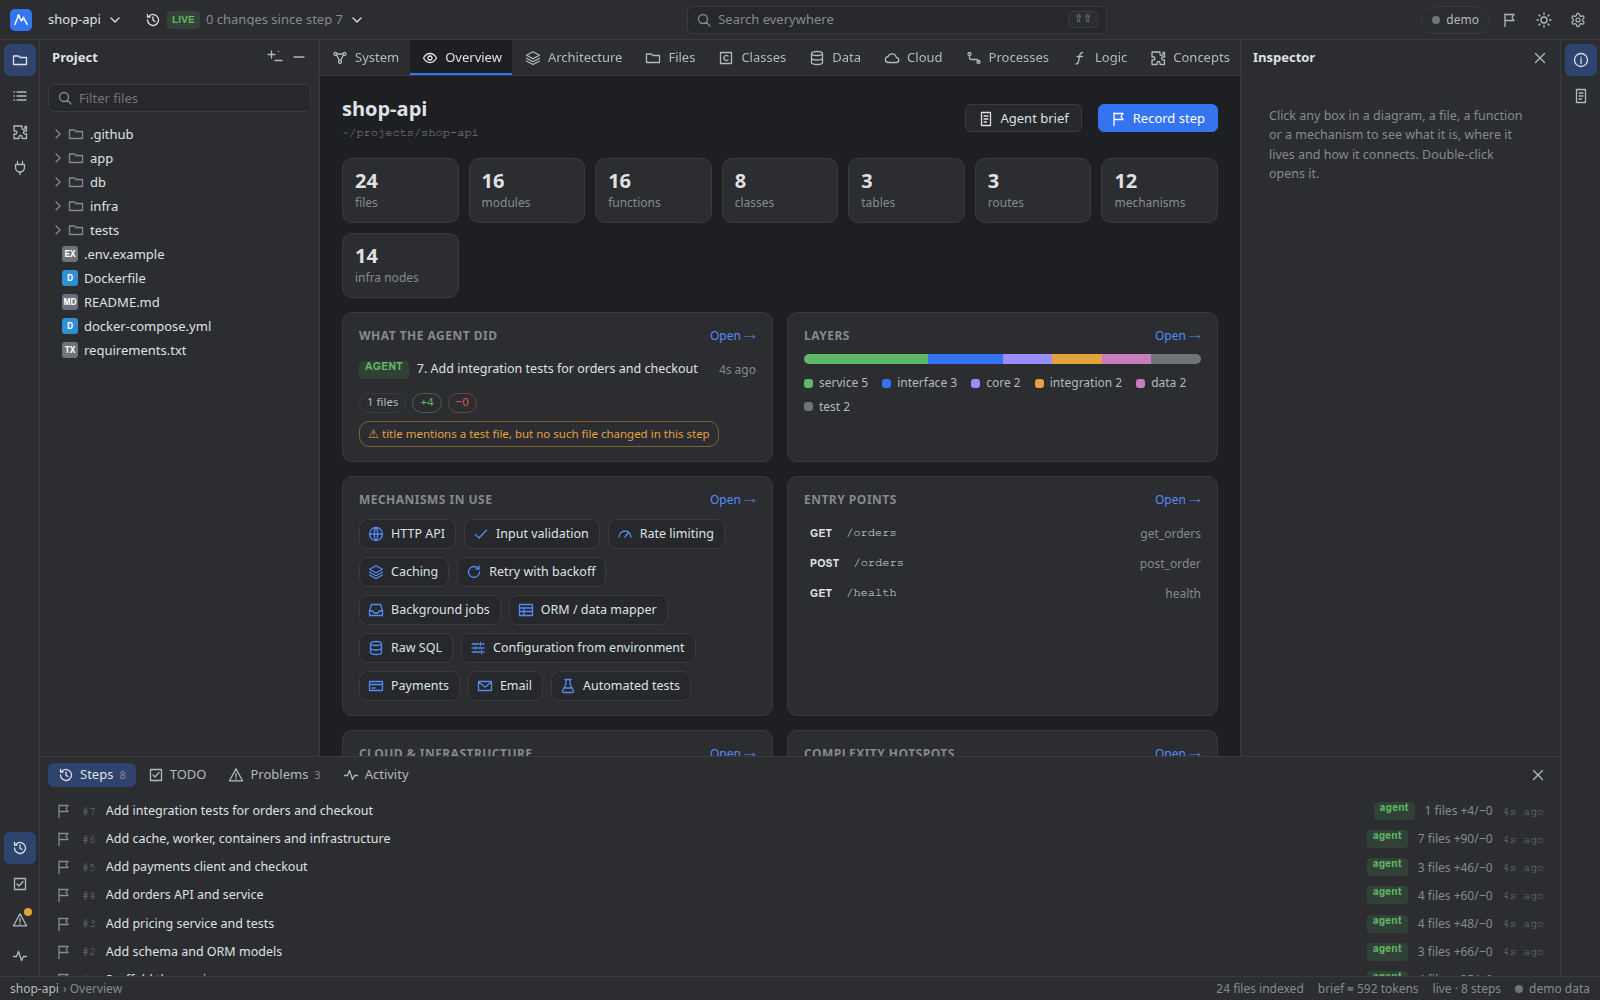 shop-api
LIVE 0 changes since step 7
Search everywhere
⇧⇧
demo
Project
System
Overview
Architecture
Files
Classes
Data
Cloud
Processes
Logic
Concepts
Inspector
Filter files
.github
app
db
infra
tests
EX .env.example
D Dockerfile
MD README.md
D docker-compose.yml
TX requirements.txt
shop-api
~/projects/shop-api
Agent brief
Record step
24
files
16
modules
16
functions
8
classes
3
tables
3
routes
12
mechanisms
14
infra nodes
WHAT THE AGENT DID
Open →
AGENT 7. Add integration tests for orders and checkout 4s ago
1 files +4 −0
⚠ title mentions a test file, but no such file changed in this step
LAYERS
Open →
service 5 interface 3 core 2 integration 2 data 2
test 2
MECHANISMS IN USE
Open →
HTTP API Input validation Rate limiting
Caching Retry with backoff
Background jobs ORM / data mapper
Raw SQL Configuration from environment
Payments Email Automated tests
ENTRY POINTS
Open →
GET /orders get_orders
POST /orders post_order
GET /health health
CLOUD & INFRASTRUCTURE
Open →
COMPLEXITY HOTSPOTS
Open →
Click any box in a diagram, a file, a function
or a mechanism to see what it is, where it
lives and how it connects. Double-click
opens it.
Steps 8
TODO
Problems 3
Activity
#7 Add integration tests for orders and checkout agent 1 files +4/−0 4s ago
#6 Add cache, worker, containers and infrastructure agent 7 files +90/−0 4s ago
#5 Add payments client and checkout agent 3 files +46/−0 4s ago
#4 Add orders API and service agent 4 files +60/−0 4s ago
#3 Add pricing service and tests agent 4 files +48/−0 4s ago
#2 Add schema and ORM models agent 3 files +66/−0 4s ago
shop-api › Overview
24 files indexed
brief ≈ 592 tokens
live · 8 steps
demo data